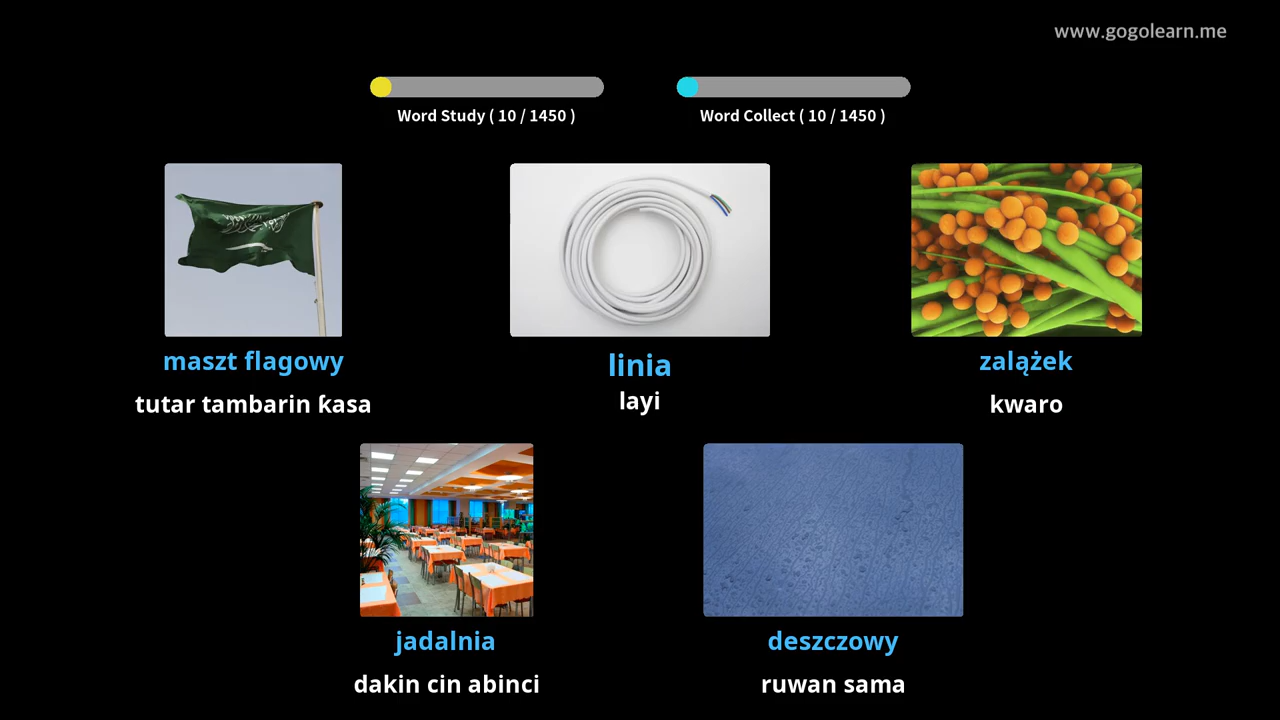 www.gogolearn.me
Word Study ( 10 / 1450 )
Word Collect ( 10 / 1450 )
maszt flagowy
tutar tambarin ƙasa
linia
layi
zalążek
kwaro
jadalnia
dakin cin abinci
deszczowy
ruwan sama